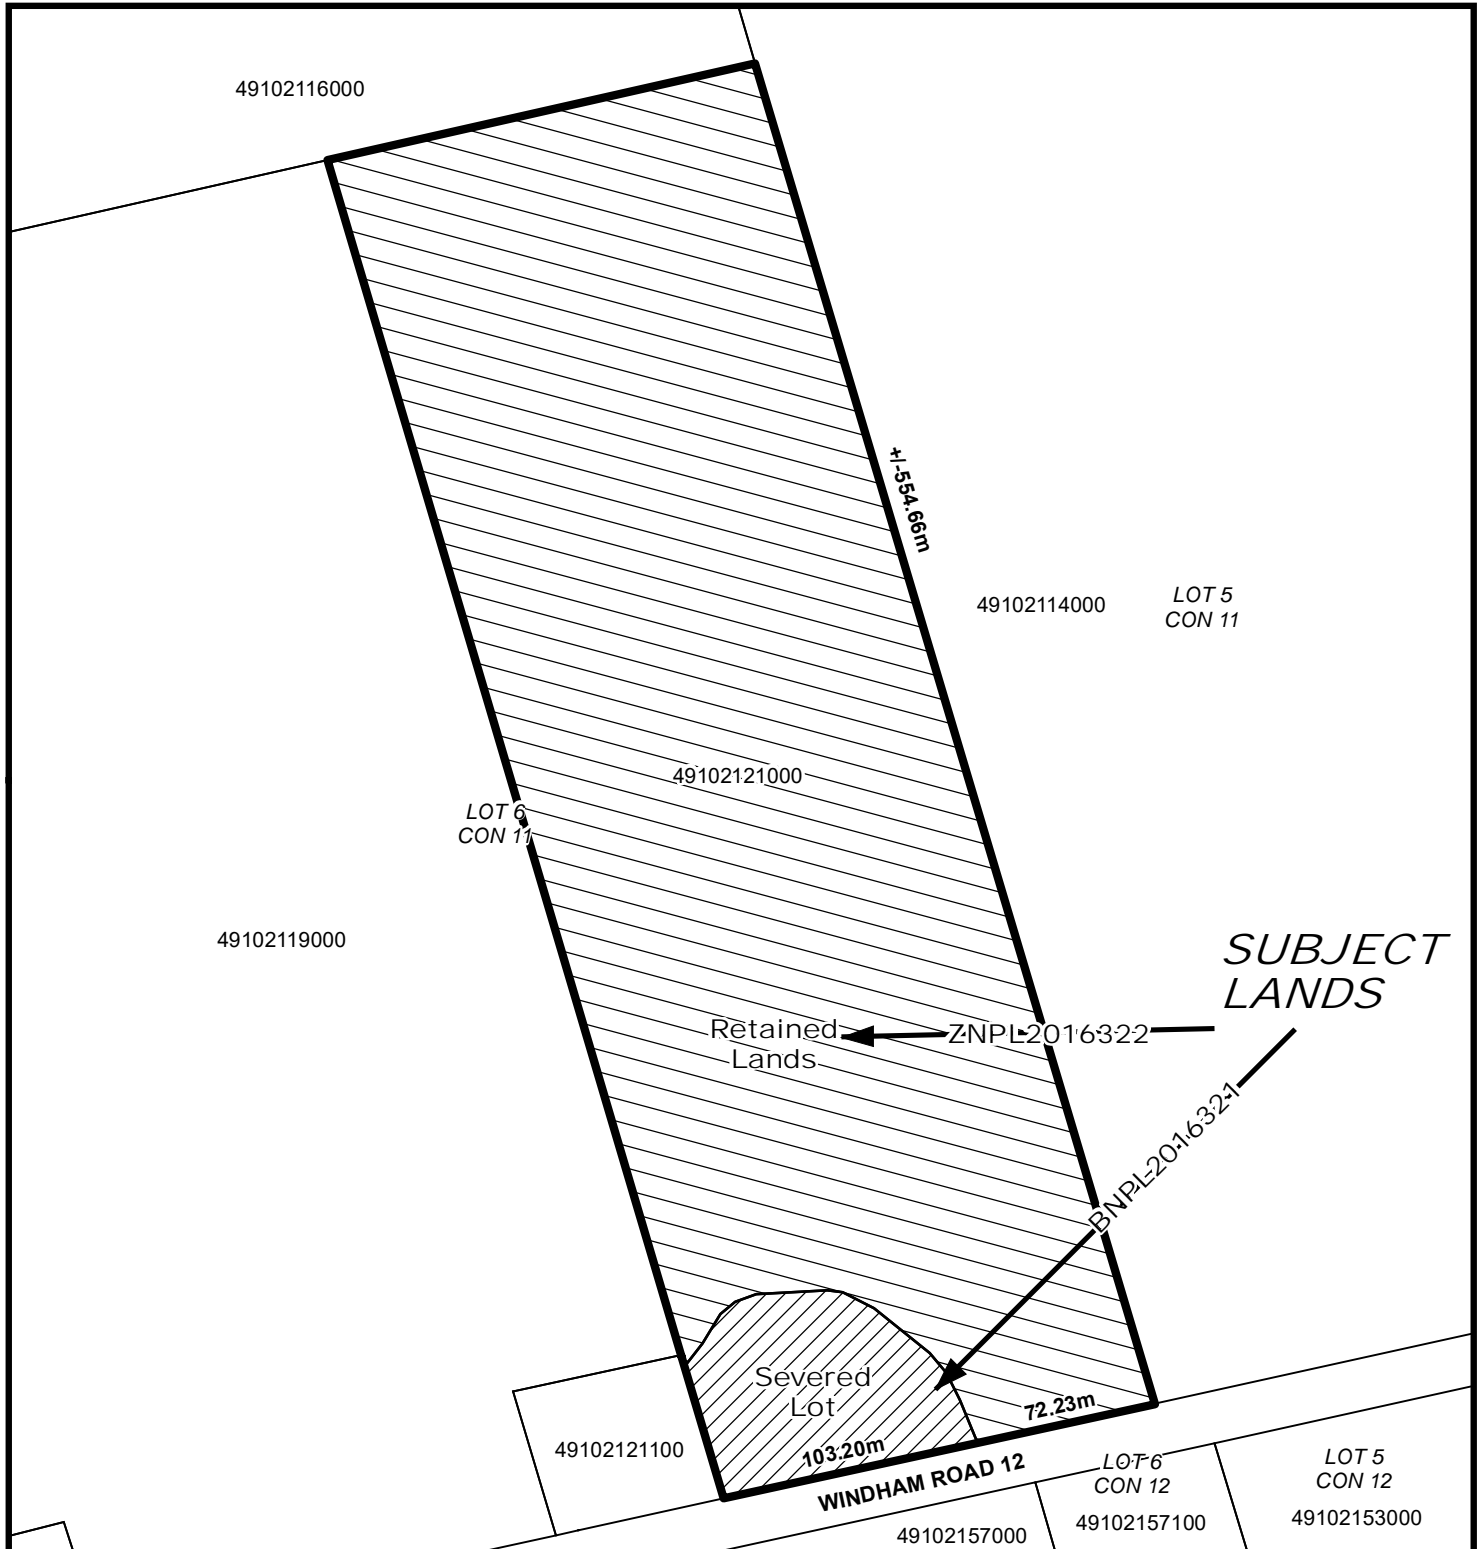 49102116000
+/-554.66m
49102114000
LOT 5
CON 11
49102121000
LOT 6
CON 11
49102119000
SUBJECT
LANDS
Retained
Lands
ZNPL2016322
BNPL2016321
Severed
Lot
72.23m
103.20m
49102121100
WINDHAM ROAD 12
LOT 6
CON 12
49102157100
LOT 5
CON 12
49102153000
49102157000